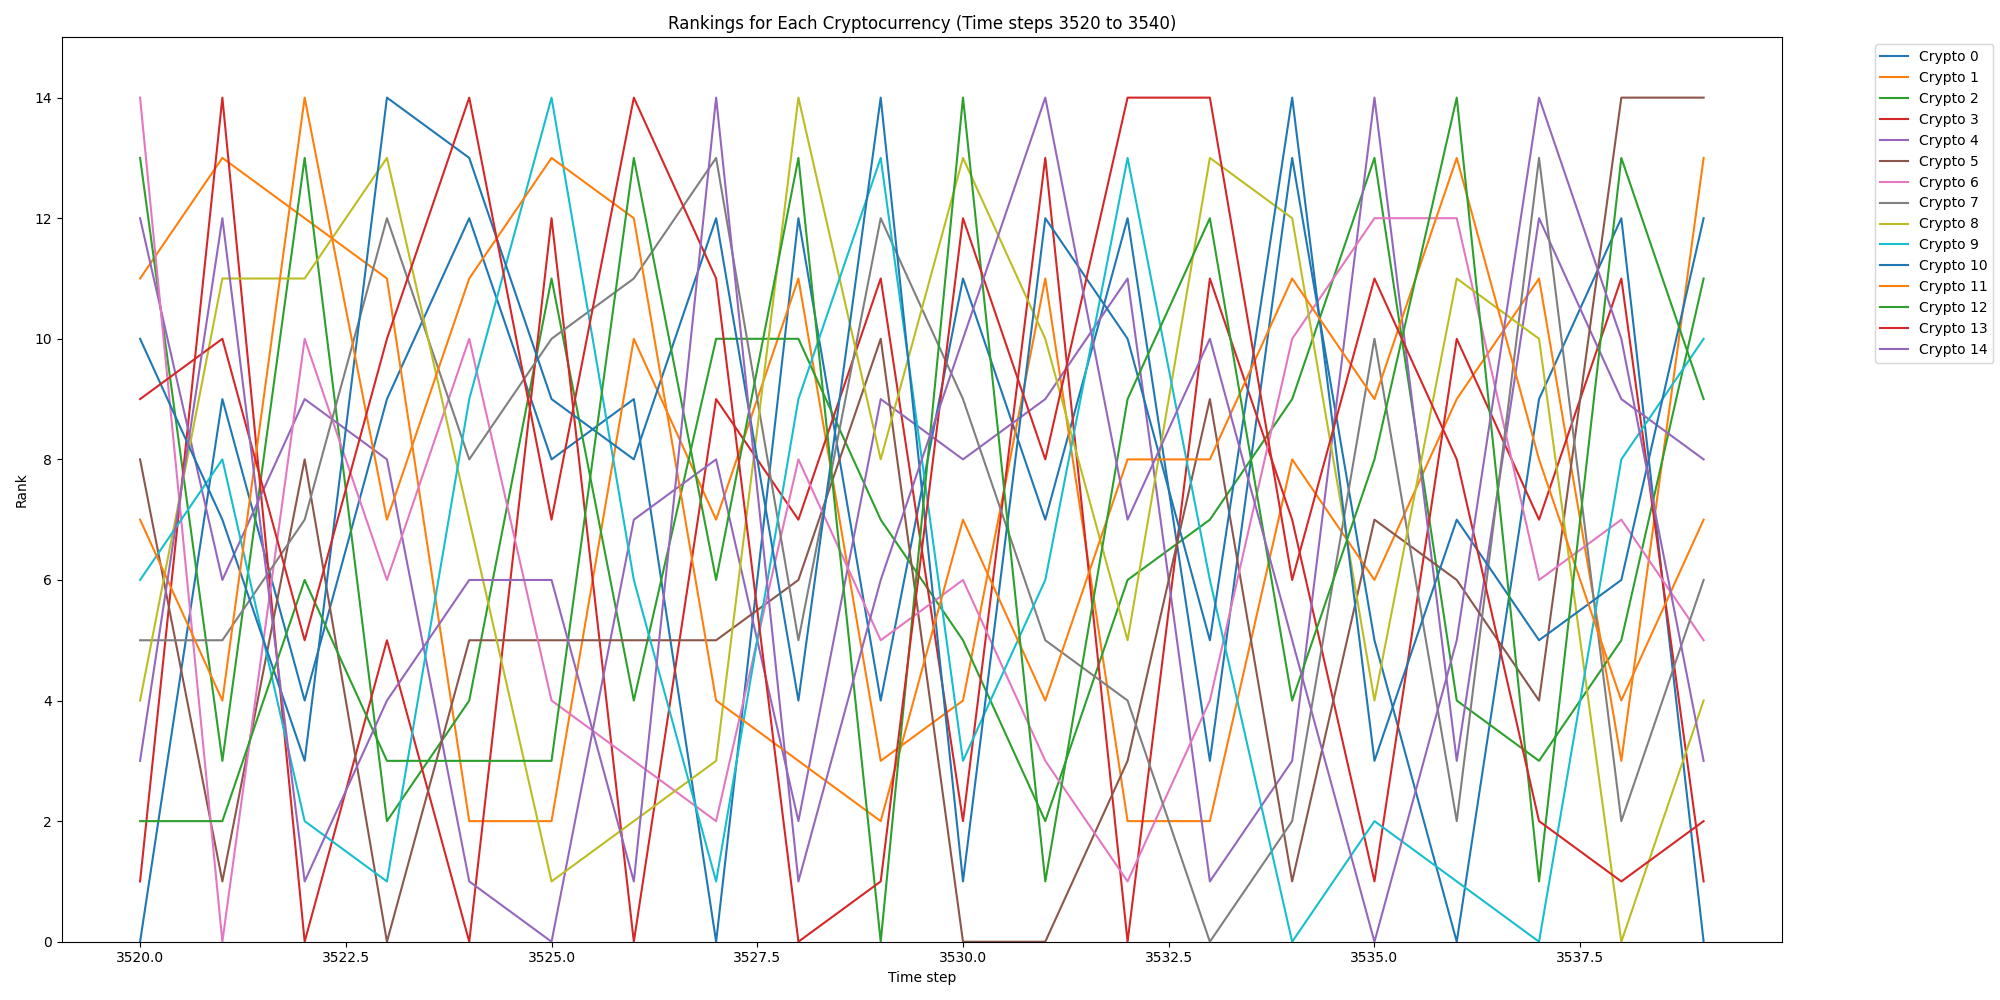 Rankings for Each Cryptocurrency (Time steps 3520 to 3540)
14
12
10
8
6
4
2
0
Rank
3520.0 3522.5 3525.0 3527.5 3530.0 3532.5 3535.0 3537.5
Time step
Crypto 0
Crypto 1
Crypto 2
Crypto 3
Crypto 4
Crypto 5
Crypto 6
Crypto 7
Crypto 8
Crypto 9
Crypto 10
Crypto 11
Crypto 12
Crypto 13
Crypto 14